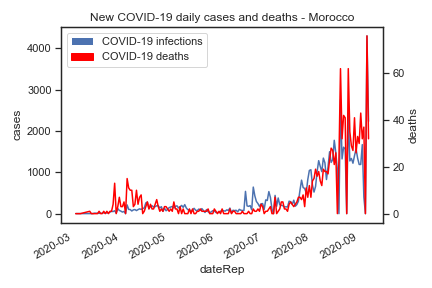 New COVID-19 daily cases and deaths - Morocco
COVID-19 infections
COVID-19 deaths
cases
deaths
4000
3000
2000
1000
0
60
40
20
0
2020-03
2020-04
2020-05
2020-06
2020-07
2020-08
2020-09
dateRep